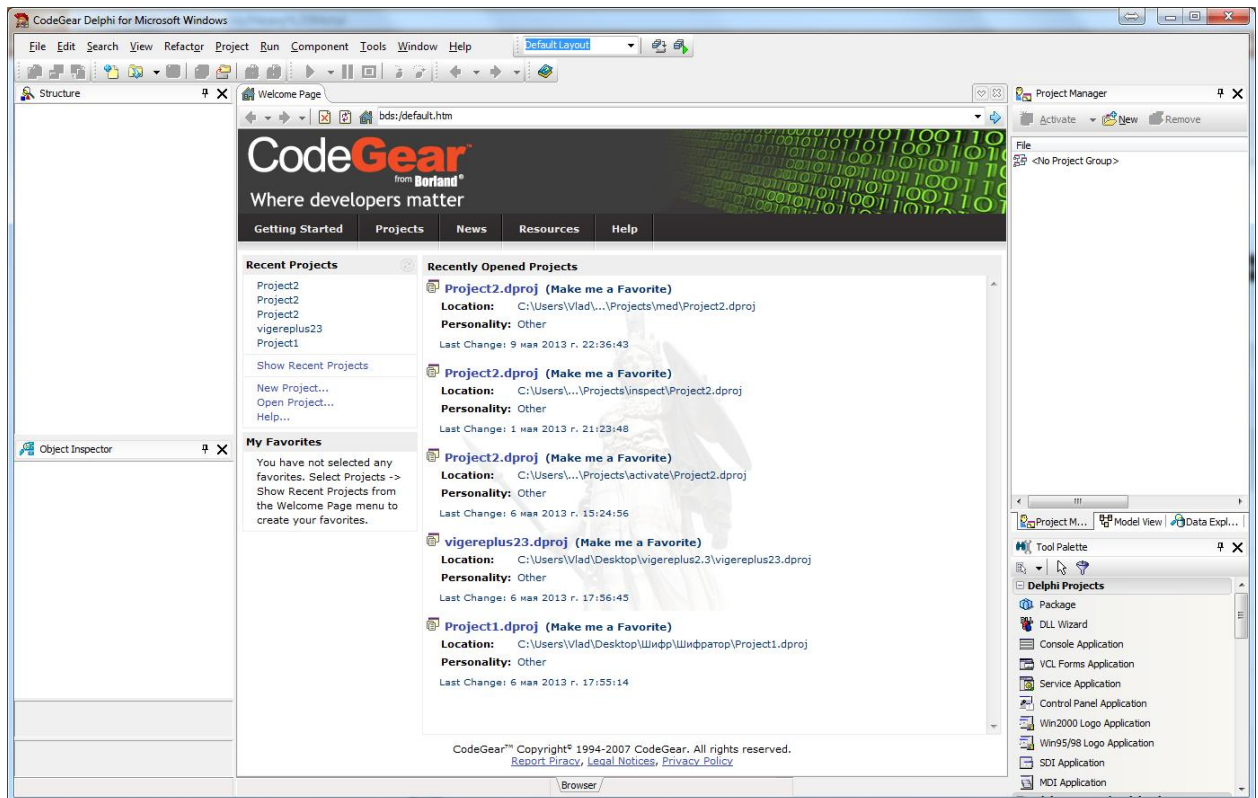 CodeGear Delphi for Microsoft Windows
File Edit Search View Refactor Project Run Component Tools Window Help
Default Layout
Structure
Welcome Page
bds:/default.htm
CodeGear™
from Borland®
Where developers matter
Getting Started Projects News Resources Help
Recent Projects
Project2
Project2
Project2
vigereplus23
Project1
Show Recent Projects
New Project...
Open Project...
Help...
My Favorites
You have not selected any
favorites. Select Projects ->
Show Recent Projects from
the Welcome Page menu to
create your favorites.
Recently Opened Projects
Project2.dproj (Make me a Favorite)
Location: C:\Users\Vlad\...\Projects\med\Project2.dproj
Personality: Other
Last Change: 9 мая 2013 г. 22:36:43
Project2.dproj (Make me a Favorite)
Location: C:\Users\...\Projects\inspect\Project2.dproj
Personality: Other
Last Change: 1 мая 2013 г. 21:23:48
Project2.dproj (Make me a Favorite)
Location: C:\Users\...\Projects\activate\Project2.dproj
Personality: Other
Last Change: 6 мая 2013 г. 15:24:56
vigereplus23.dproj (Make me a Favorite)
Location: C:\Users\Vlad\Desktop\vigereplus2.3\vigereplus23.dproj
Personality: Other
Last Change: 6 мая 2013 г. 17:56:45
Project1.dproj (Make me a Favorite)
Location: C:\Users\Vlad\Desktop\Шифр\Шифратор\Project1.dproj
Personality: Other
Last Change: 6 мая 2013 г. 17:55:14
CodeGear™ Copyright© 1994-2007 CodeGear. All rights reserved.
Report Piracy, Legal Notices, Privacy Policy
Browser
Object Inspector
Project Manager
Activate New Remove
File
<No Project Group>
Project M... Model View Data Expl...
Tool Palette
Delphi Projects
Package
DLL Wizard
Console Application
VCL Forms Application
Service Application
Control Panel Application
Win2000 Logo Application
Win95/98 Logo Application
SDI Application
MDI Application